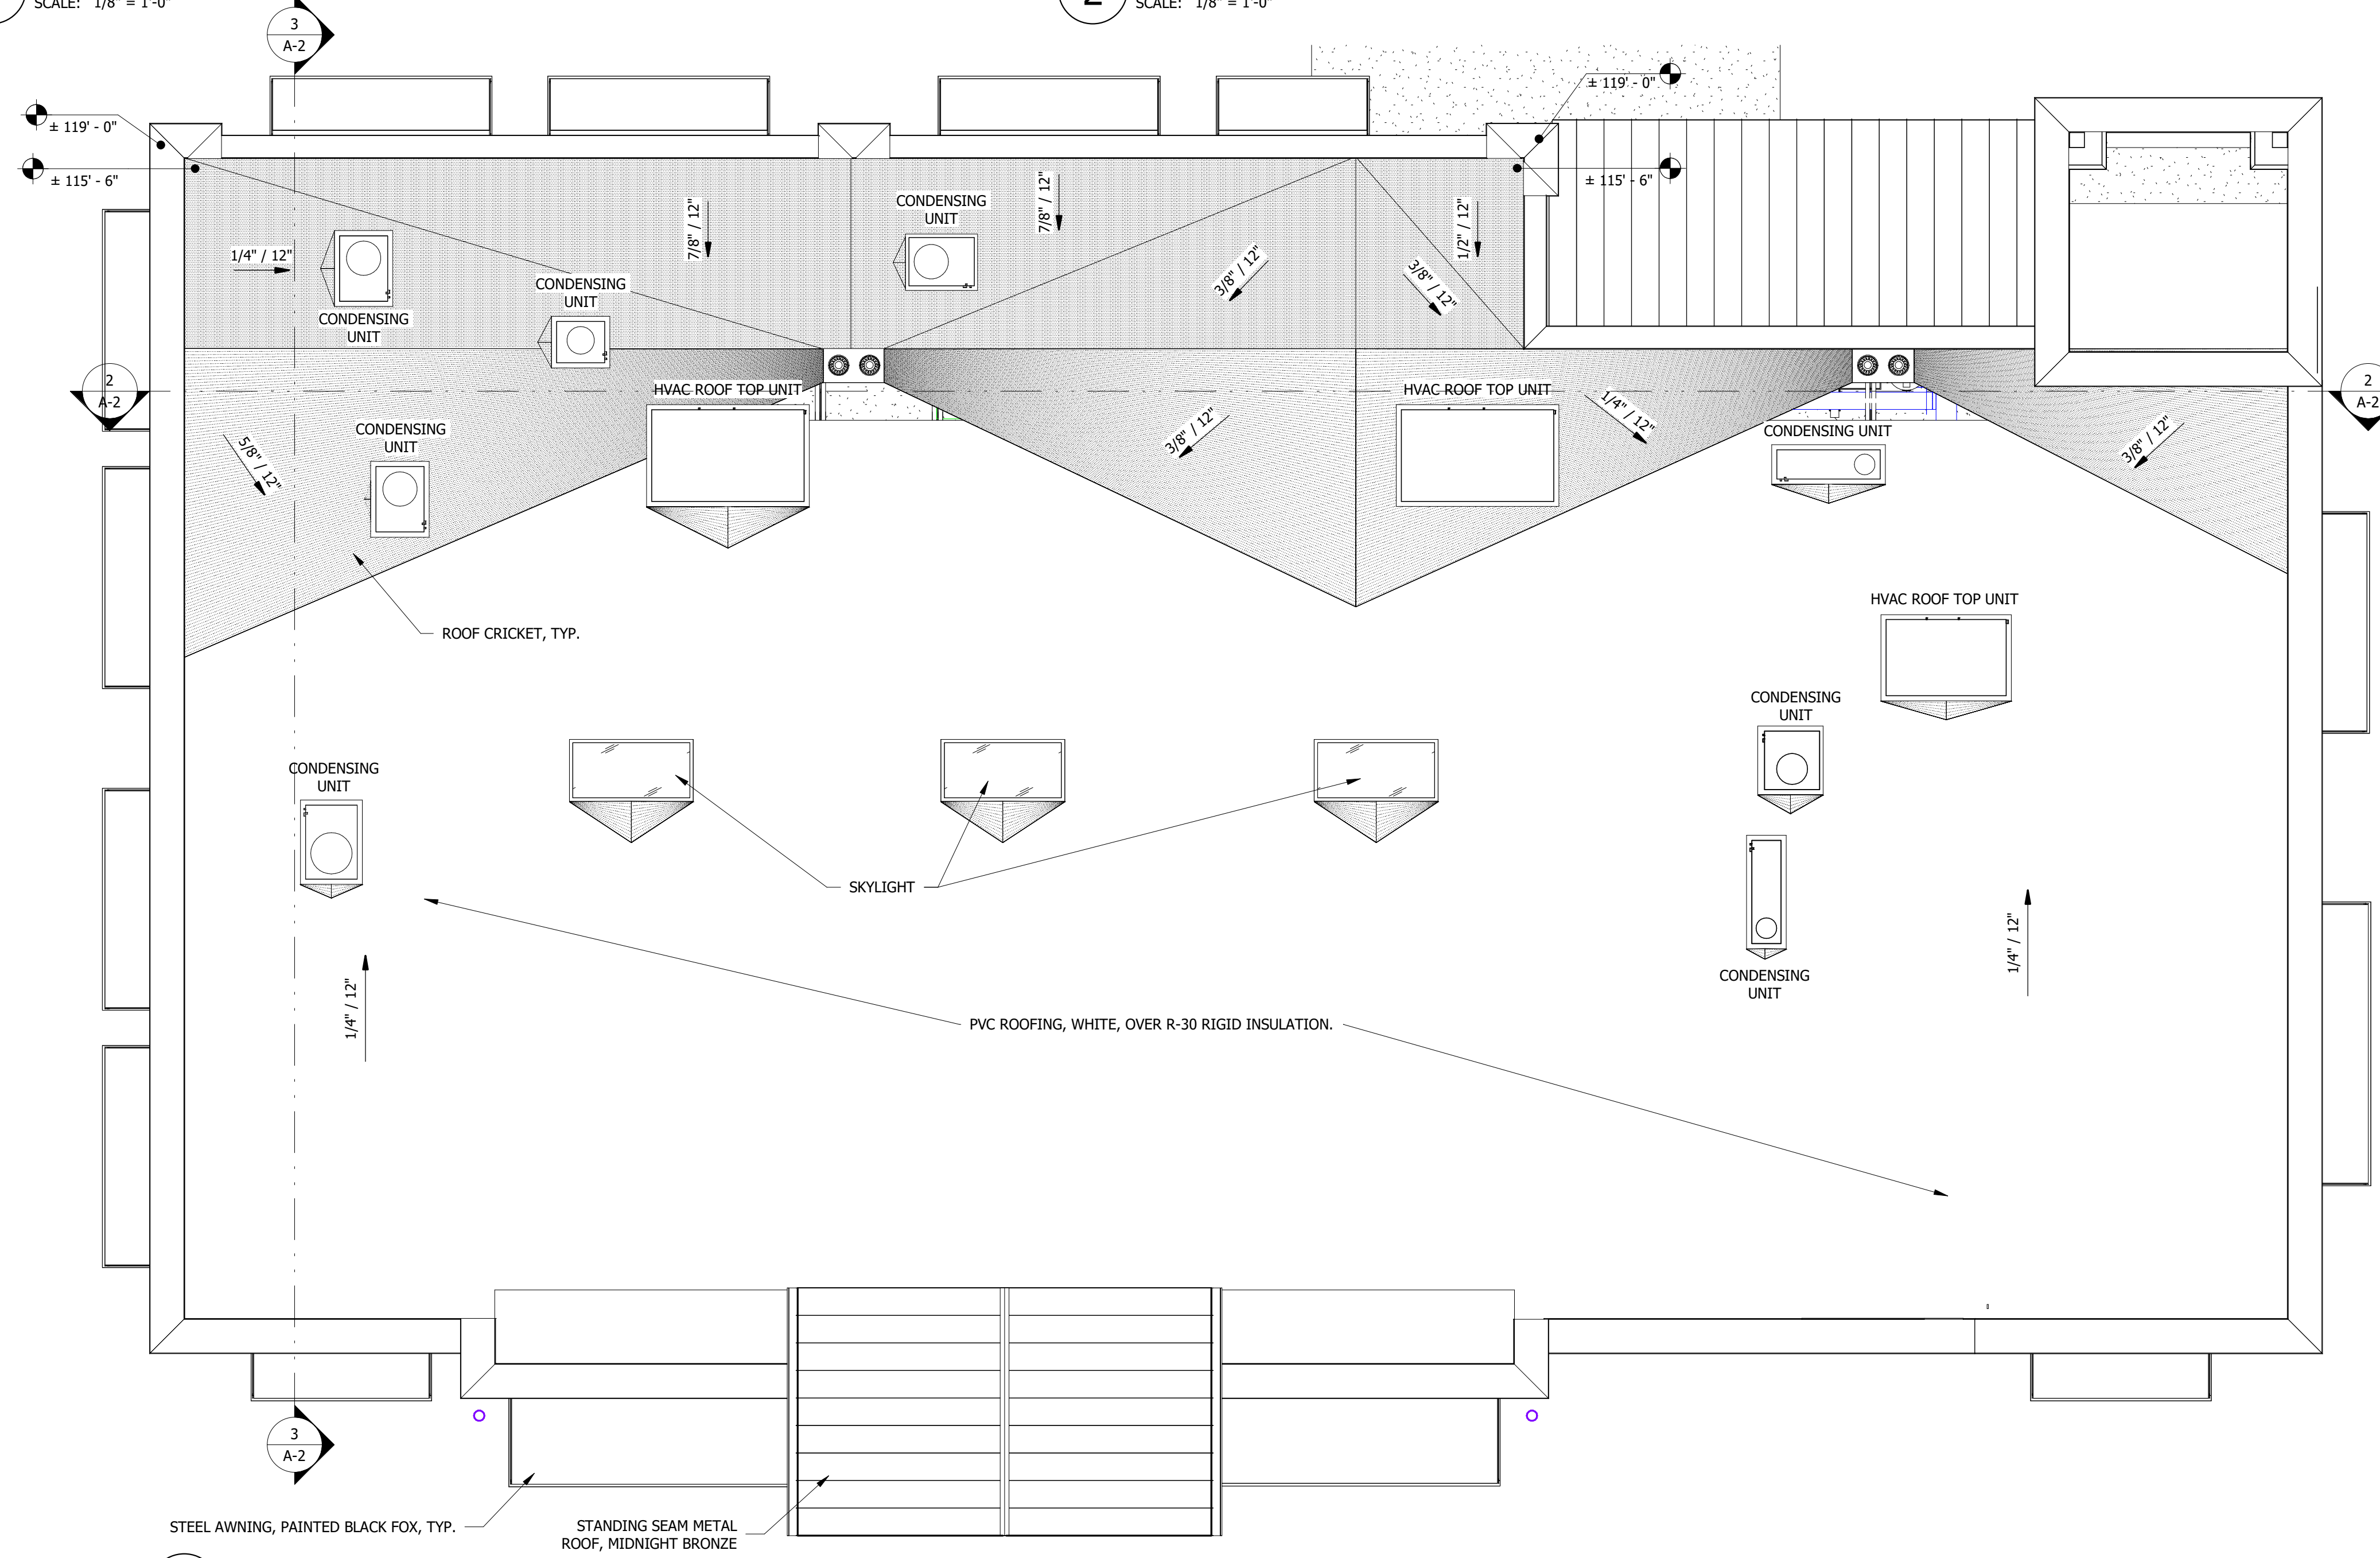 SCALE: 1/8" = 1'-0"
2
SCALE: 1/8" = 1'-0"
3
A-2
± 119' - 0"
± 115' - 6"
± 119' - 0"
± 115' - 6"
1/4" / 12"
7/8" / 12"
7/8" / 12"
1/2" / 12"
3/8" / 12"
3/8" / 12"
CONDENSING
UNIT
CONDENSING
UNIT
CONDENSING
UNIT
2
A-2
HVAC ROOF TOP UNIT
HVAC ROOF TOP UNIT
2
A-2
CONDENSING
UNIT
CONDENSING UNIT
5/8" / 12"
3/8" / 12"
1/4" / 12"
3/8" / 12"
HVAC ROOF TOP UNIT
ROOF CRICKET, TYP.
CONDENSING
UNIT
CONDENSING
UNIT
SKYLIGHT
1/4" / 12"
1/4" / 12"
CONDENSING
UNIT
PVC ROOFING, WHITE, OVER R-30 RIGID INSULATION.
3
A-2
STEEL AWNING, PAINTED BLACK FOX, TYP.
STANDING SEAM METAL
ROOF, MIDNIGHT BRONZE